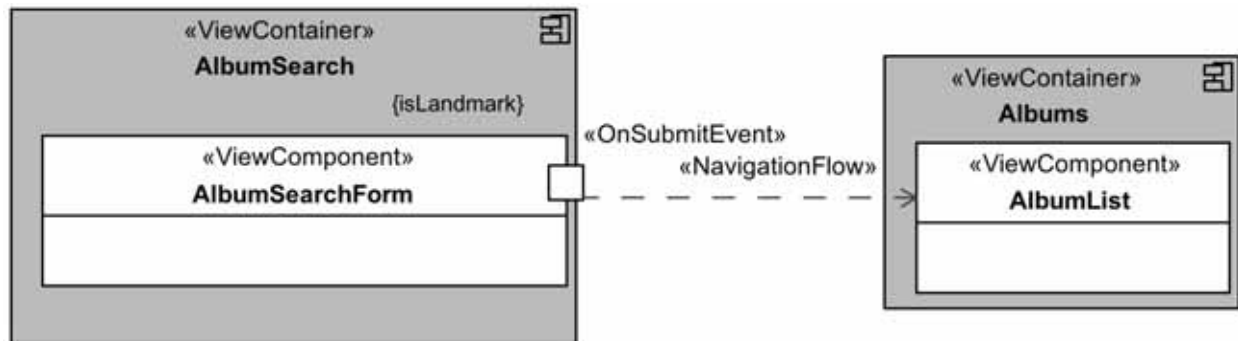 «ViewContainer»
AlbumSearch
{isLandmark}
«ViewComponent»
AlbumSearchForm
«OnSubmitEvent»
«NavigationFlow»
«ViewContainer»
Albums
«ViewComponent»
AlbumList